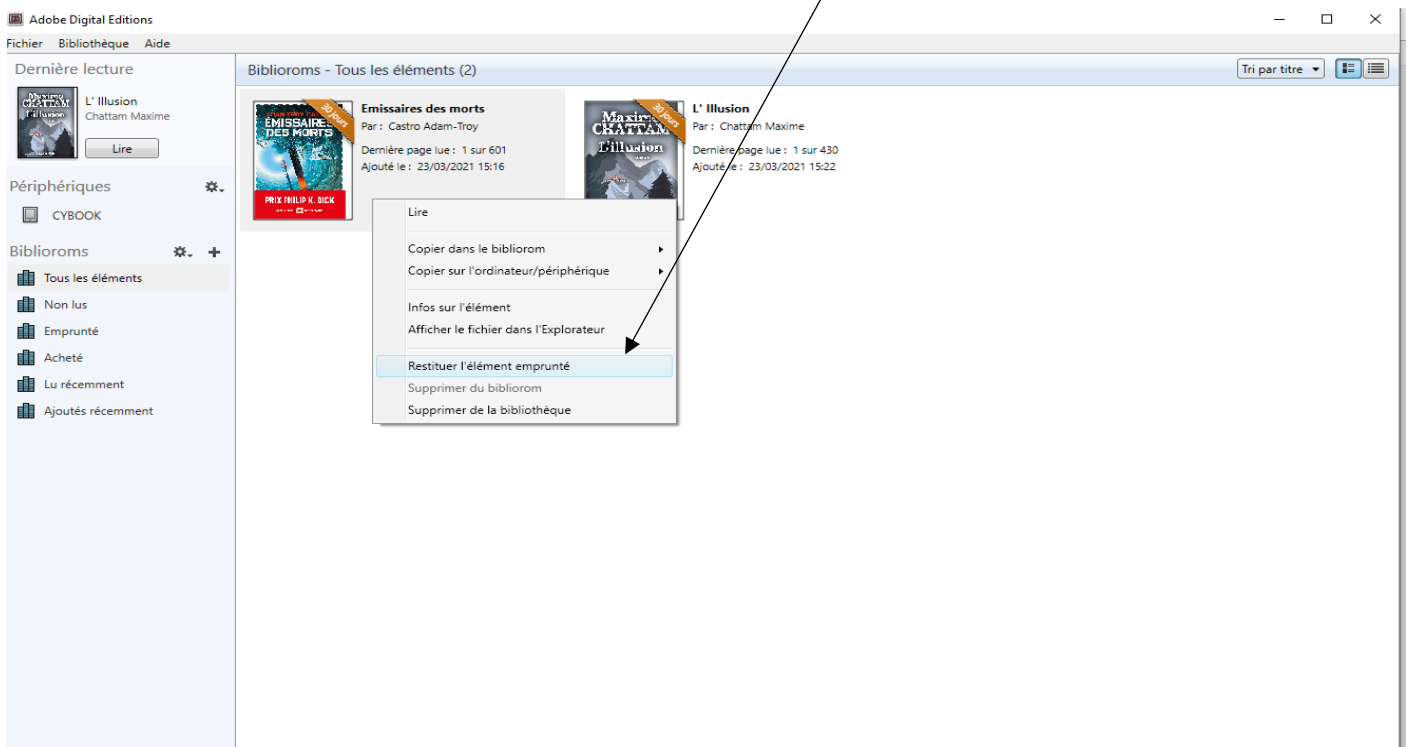 Adobe Digital Editions
Fichier Bibliothèque Aide
Dernière lecture
Maxime
CHATTAM
L'illusion
L' Illusion
Chattam Maxime
Lire
Périphériques
CYBOOK
Biblioroms
Tous les éléments
Non lus
Emprunté
Acheté
Lu récemment
Ajoutés récemment
Biblioroms - Tous les éléments (2)
Tri par titre
30 jours
ÉMISSAIRES
DES MORTS
PRIX PHILIP K. DICK
Emissaires des morts
Par : Castro Adam-Troy
Dernière page lue : 1 sur 601
Ajouté le : 23/03/2021 15:16
30 jours
Maxime
CHATTAM
L'illusion
L' Illusion
Par : Chattam Maxime
Dernière page lue : 1 sur 430
Ajouté le : 23/03/2021 15:22
Lire
Copier dans le bibliorom
Copier sur l'ordinateur/périphérique
Infos sur l'élément
Afficher le fichier dans l'Explorateur
Restituer l'élément emprunté
Supprimer du bibliorom
Supprimer de la bibliothèque